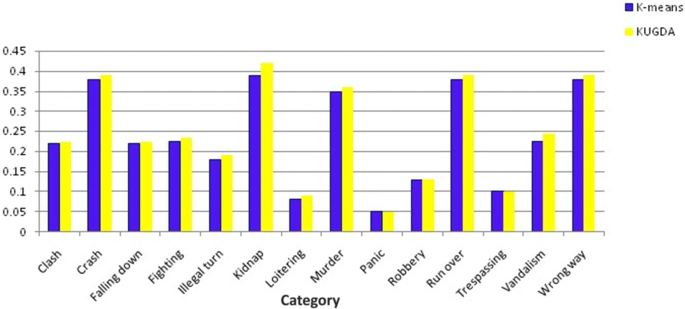 K-means
KUGDA
0.45
0.4
0.35
0.3
0.25
0.2
0.15
0.1
0.05
0
Clash
Crash
Falling down
Fighting
Illegal turn
Kidnap
Loitering
Murder
Panic
Robbery
Run over
Trespassing
Vandalism
Wrong way
Category